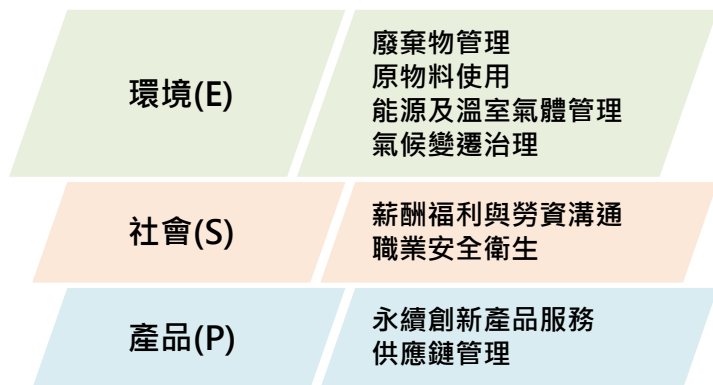 環境(E)
廢棄物管理
原物料使用
能源及溫室氣體管理
氣候變遷治理
社會(S)
薪酬福利與勞資溝通
職業安全衛生
產品(P)
永續創新產品服務
供應鏈管理